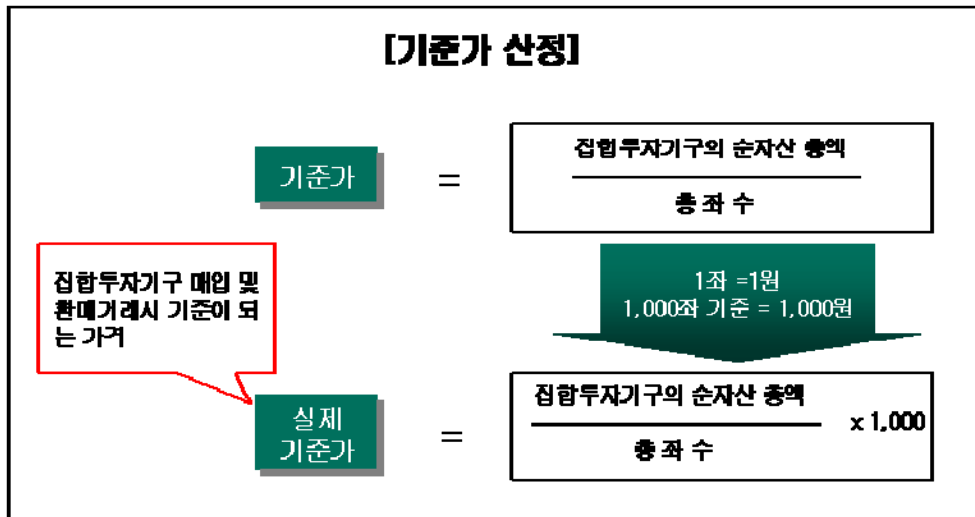 [기준가 산정]
기준가
=
집합투자기구의 순자산 총액
총 좌 수
집합투자기구 매입 및
환매거래시 기준이 되
는 가격
1좌 =1원
1,000좌 기준 = 1,000원
실제
기준가
=
집합투자기구의 순자산 총액
총 좌 수
x 1,000